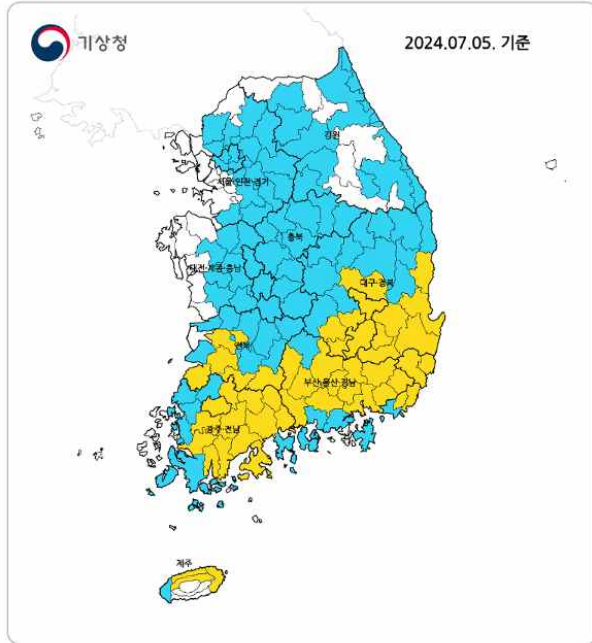 기상청
2024.07.05. 기준
강원
서울·인천·경기
충북
대전·세종·충남
대구·경북
전북
부산·울산·경남
광주·전남
제주